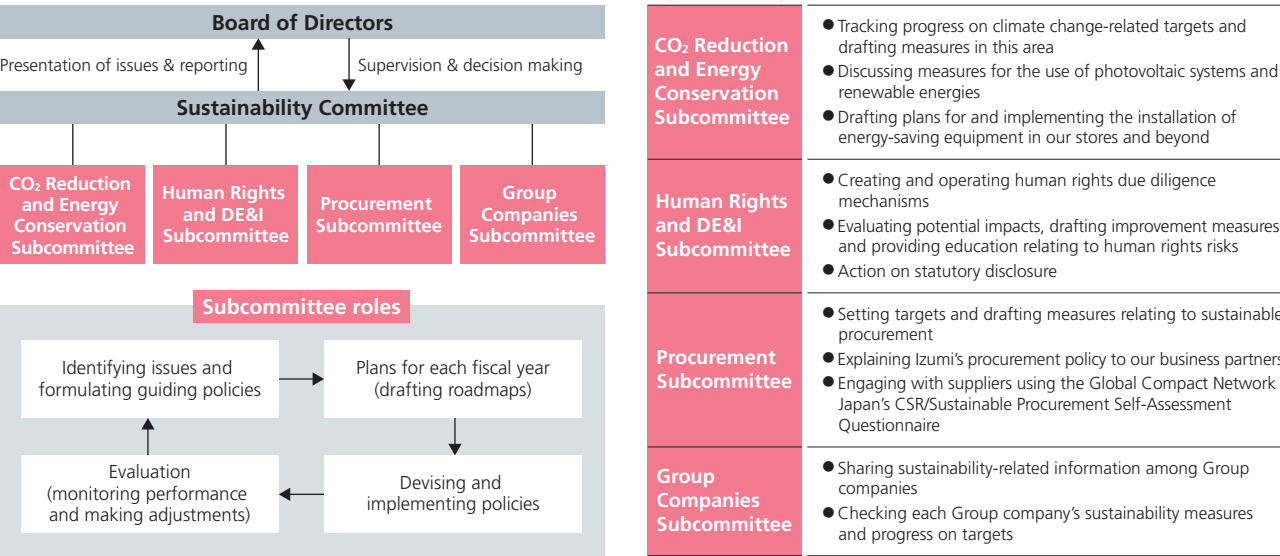 Board of Directors
Presentation of issues & reporting
Supervision & decision making
Sustainability Committee
CO₂ Reduction
and Energy
Conservation
Subcommittee
Human Rights
and DE&I
Subcommittee
Procurement
Subcommittee
Group
Companies
Subcommittee
Subcommittee roles
Identifying issues and
formulating guiding policies
Plans for each fiscal year
(drafting roadmaps)
Evaluation
(monitoring performance
and making adjustments)
Devising and
implementing policies
CO₂ Reduction
and Energy
Conservation
Subcommittee
● Tracking progress on climate change-related targets and
drafting measures in this area
● Discussing measures for the use of photovoltaic systems and
renewable energies
● Drafting plans for and implementing the installation of
energy-saving equipment in our stores and beyond
Human Rights
and DE&I
Subcommittee
● Creating and operating human rights due diligence
mechanisms
● Evaluating potential impacts, drafting improvement measures
and providing education relating to human rights risks
● Action on statutory disclosure
Procurement
Subcommittee
● Setting targets and drafting measures relating to sustainable
procurement
● Explaining Izumi's procurement policy to our business partners
● Engaging with suppliers using the Global Compact Network
Japan's CSR/Sustainable Procurement Self-Assessment
Questionnaire
Group
Companies
Subcommittee
● Sharing sustainability-related information among Group
companies
● Checking each Group company's sustainability measures
and progress on targets